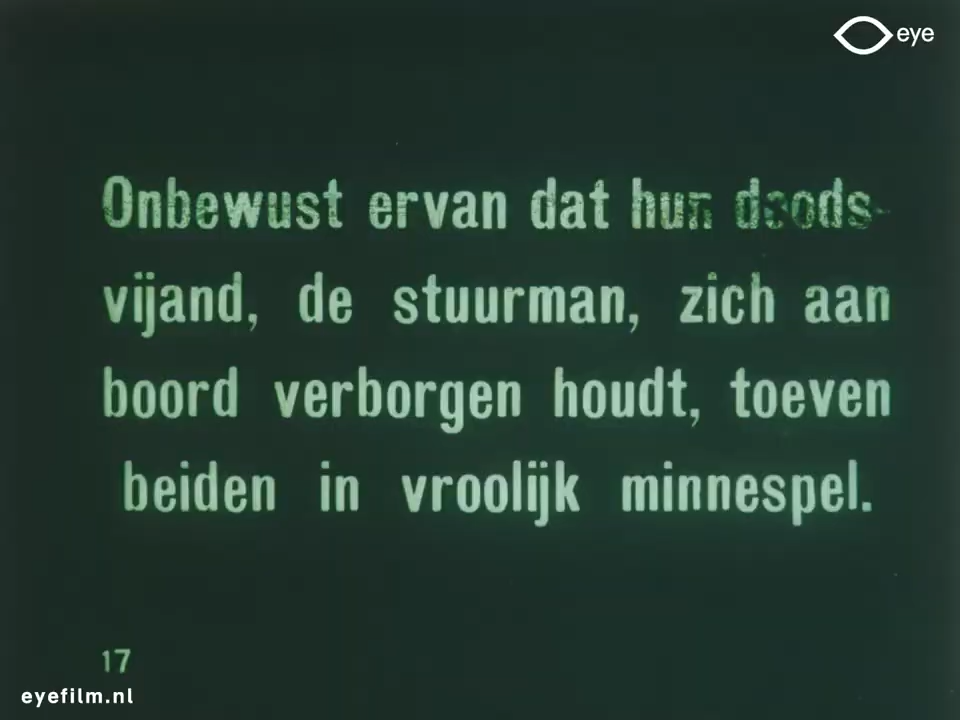 eye
Onbewust ervan dat hun doods-
vijand, de stuurman, zich aan
boord verborgen houdt, toeven
beiden in vroolijk minnespel.
17
eyefilm.nl